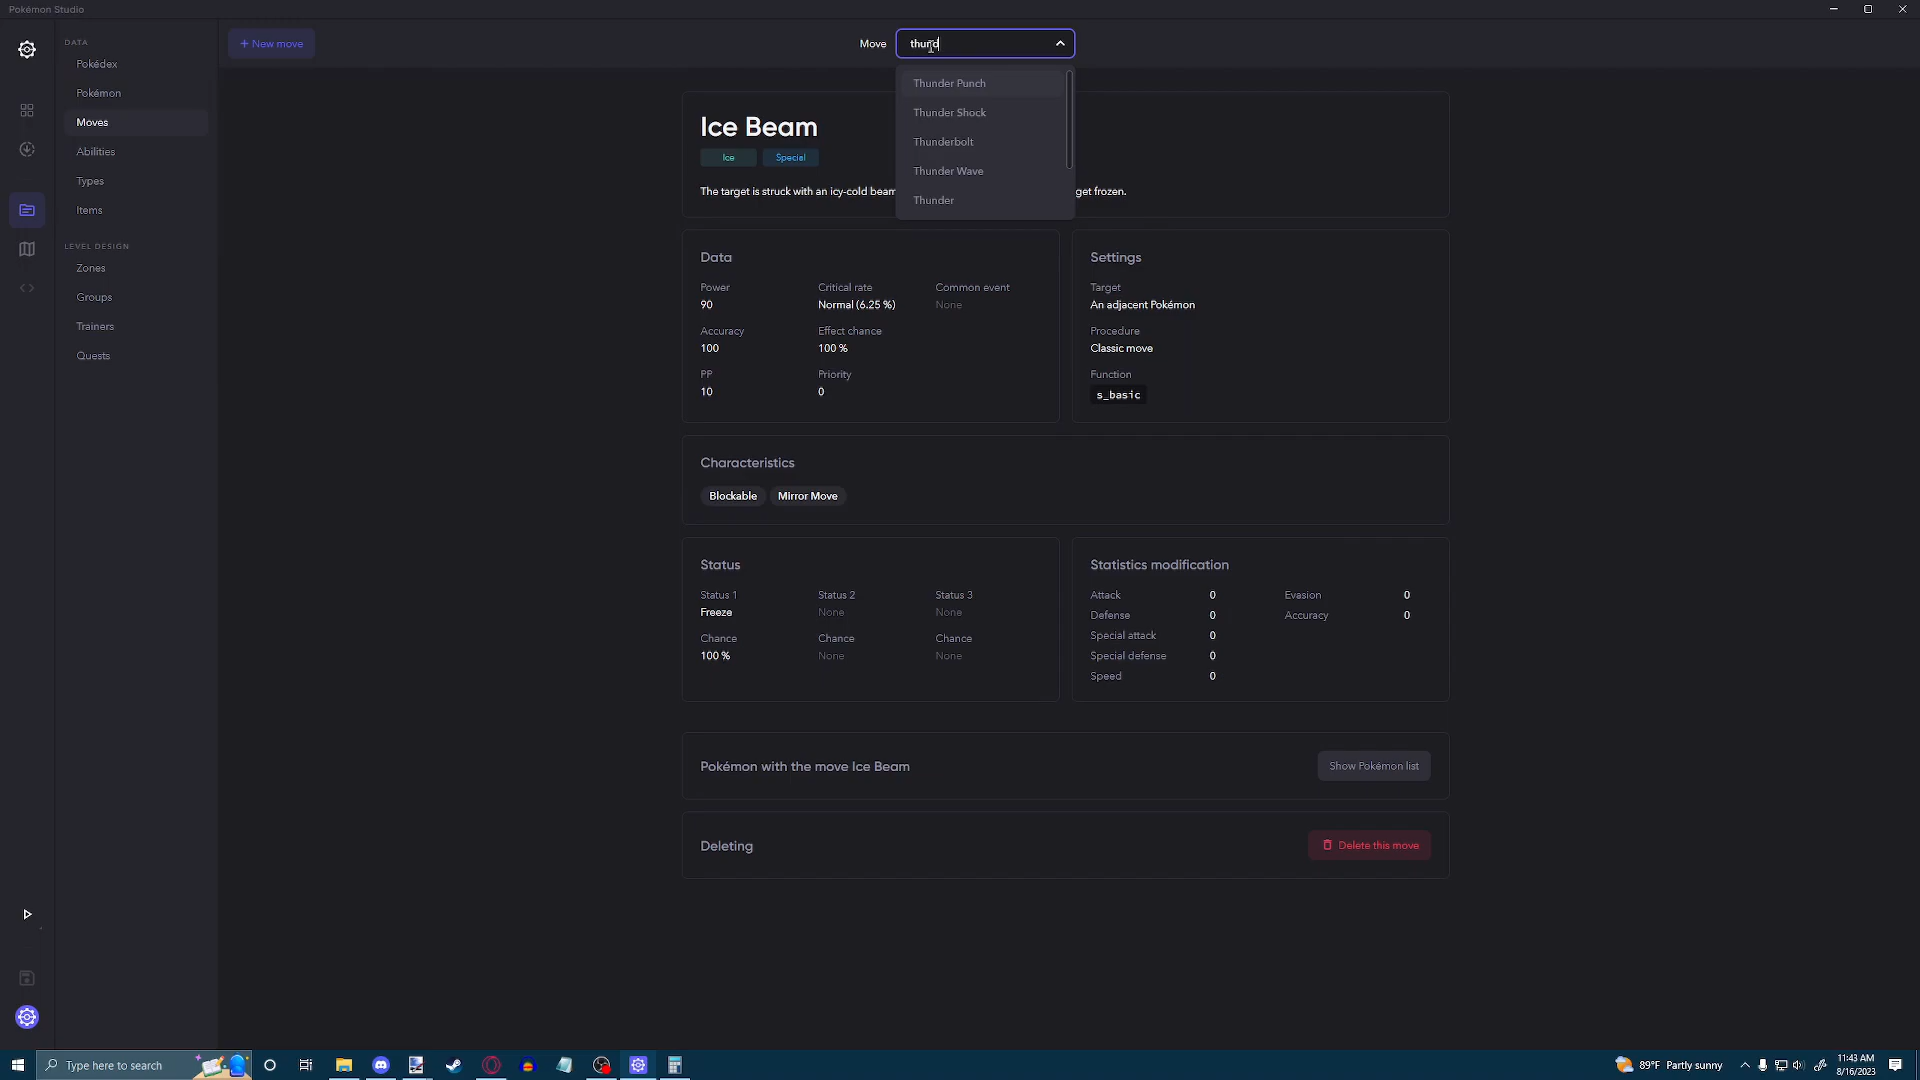 Pokémon Studio
+ New move
Move
thund
DATA
Pokédex
Pokémon
Moves
Abilities
Types
Items
LEVEL DESIGN
Zones
Groups
Trainers
Quests
Thunder Punch
Thunder Shock
Thunderbolt
Thunder Wave
Thunder
Ice Beam
Ice
Special
The target is struck with an icy-cold beam
get frozen.
Data
Power
90
Critical rate
Normal (6.25 %)
Common event
None
Accuracy
100
Effect chance
100 %
PP
10
Priority
0
Settings
Target
An adjacent Pokémon
Procedure
Classic move
Function
s_basic
Characteristics
Blockable
Mirror Move
Status
Status 1
Freeze
Status 2
None
Status 3
None
Chance
100 %
Chance
None
Chance
None
Statistics modification
Attack 0
Evasion 0
Defense 0
Accuracy 0
Special attack 0
Special defense 0
Speed 0
Pokémon with the move Ice Beam
Show Pokémon list
Deleting
Delete this move
Type here to search
89°F Partly sunny
11:43 AM
8/16/2023